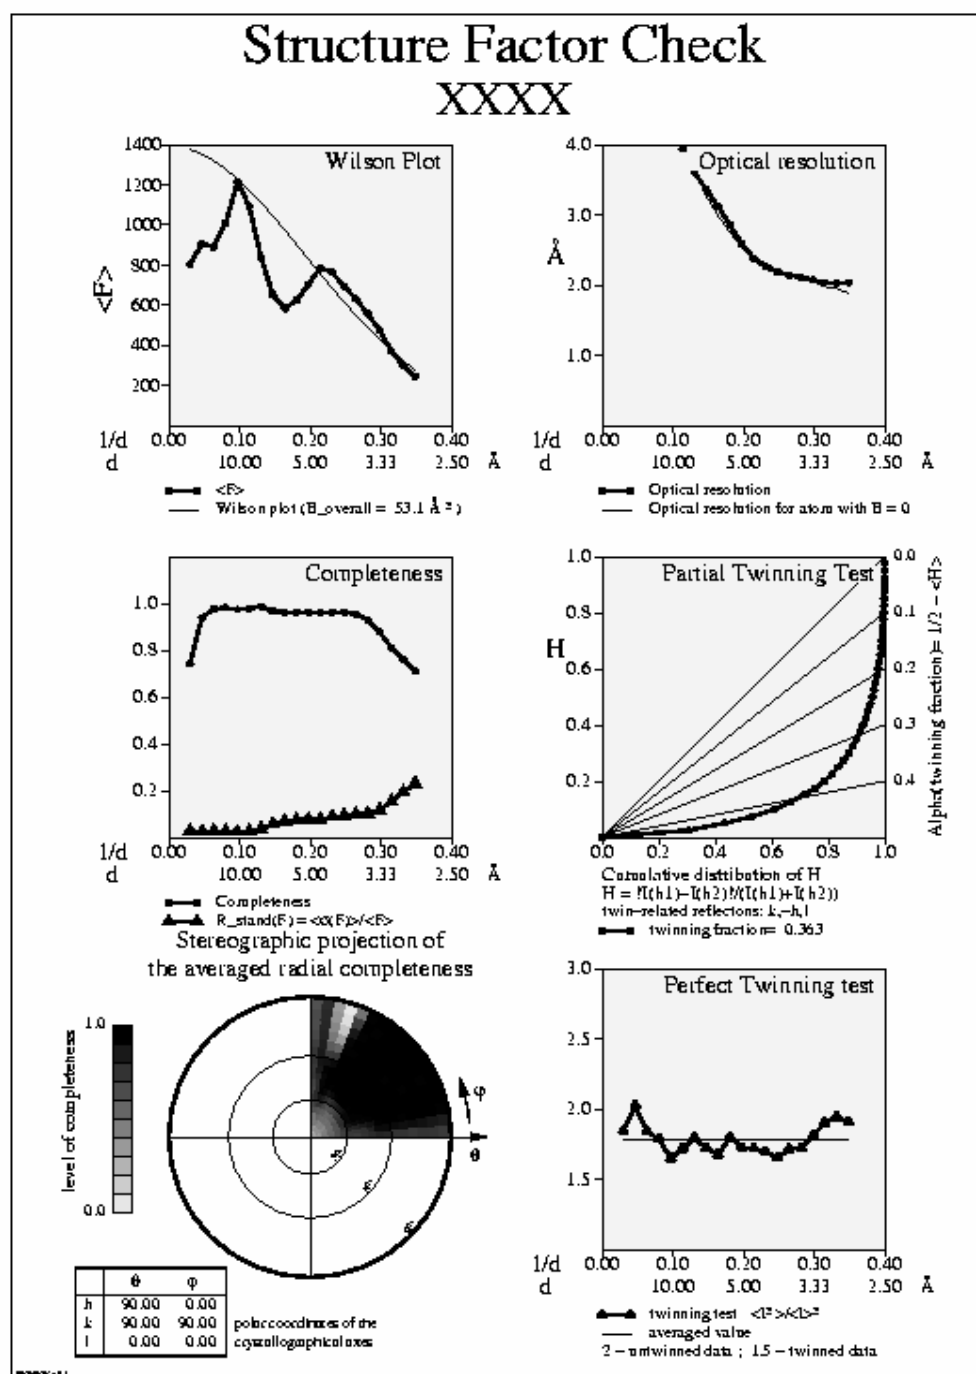 Structure Factor Check
XXXX
Wilson Plot
1400
1200
1000
800
600
400
200
<F>
1/d 0.00 0.10 0.20 0.30 0.40
d 10.00 5.00 3.33 2.50 Å
<F>
Wilson plot (B_overall = 53.1 Å²)
Optical resolution
4.0
3.0
2.0
1.0
Å
1/d 0.00 0.10 0.20 0.30 0.40
d 10.00 5.00 3.33 2.50 Å
Optical resolution
Optical resolution for atom with B = 0
Completeness
1.0
0.8
0.6
0.4
0.2
1/d 0.00 0.10 0.20 0.30 0.40
d 10.00 5.00 3.33 2.50 Å
Completeness
R_stand(F) = <σ(F)>/<F>
Partial Twinning Test
1.0
0.8
0.6
0.4
0.2
H
0.0
0.1
0.2
0.3
0.4
Alpha(twinning fraction)= 1/2 - <H>
0.0 0.2 0.4 0.6 0.8 1.0
Cumulative distribution of H
H = !I(h1)-I(h2)!/(I(h1)+I(h2))
twin-related reflections: k,-h,l
twinning fraction= 0.363
Stereographic projection of
the averaged radial completeness
1.0
level of completeness
0.0
φ
θ
θ φ
h 90.00 0.00
k 90.00 90.00
l 0.00 0.00
polar coordinates of the
crystallographical axes
Perfect Twinning test
3.0
2.5
2.0
1.5
1/d 0.00 0.10 0.20 0.30 0.40
d 10.00 5.00 3.33 2.50 Å
twinning test <I²>/<I>²
averaged value
2 - untwinned data ; 1.5 - twinned data